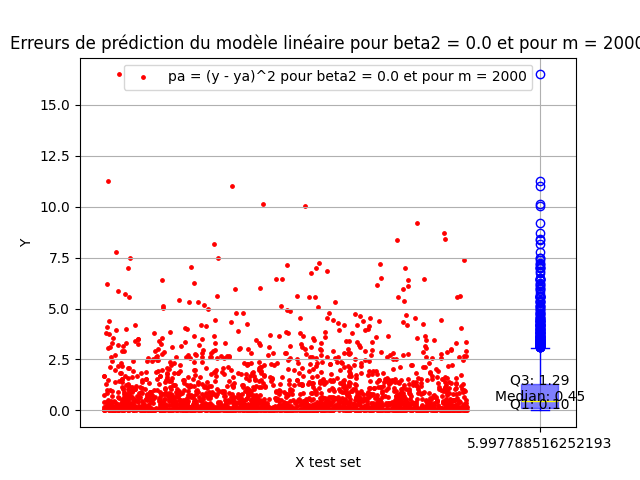 Erreurs de prédiction du modèle linéaire pour beta2 = 0.0 et pour m = 2000
pa = (y - ya)^2 pour beta2 = 0.0 et pour m = 2000
15.0
12.5
10.0
7.5
5.0
2.5
0.0
Y
Q3: 1.29
Median: 0.45
Q1: 0.10
5.997788516252193
X test set